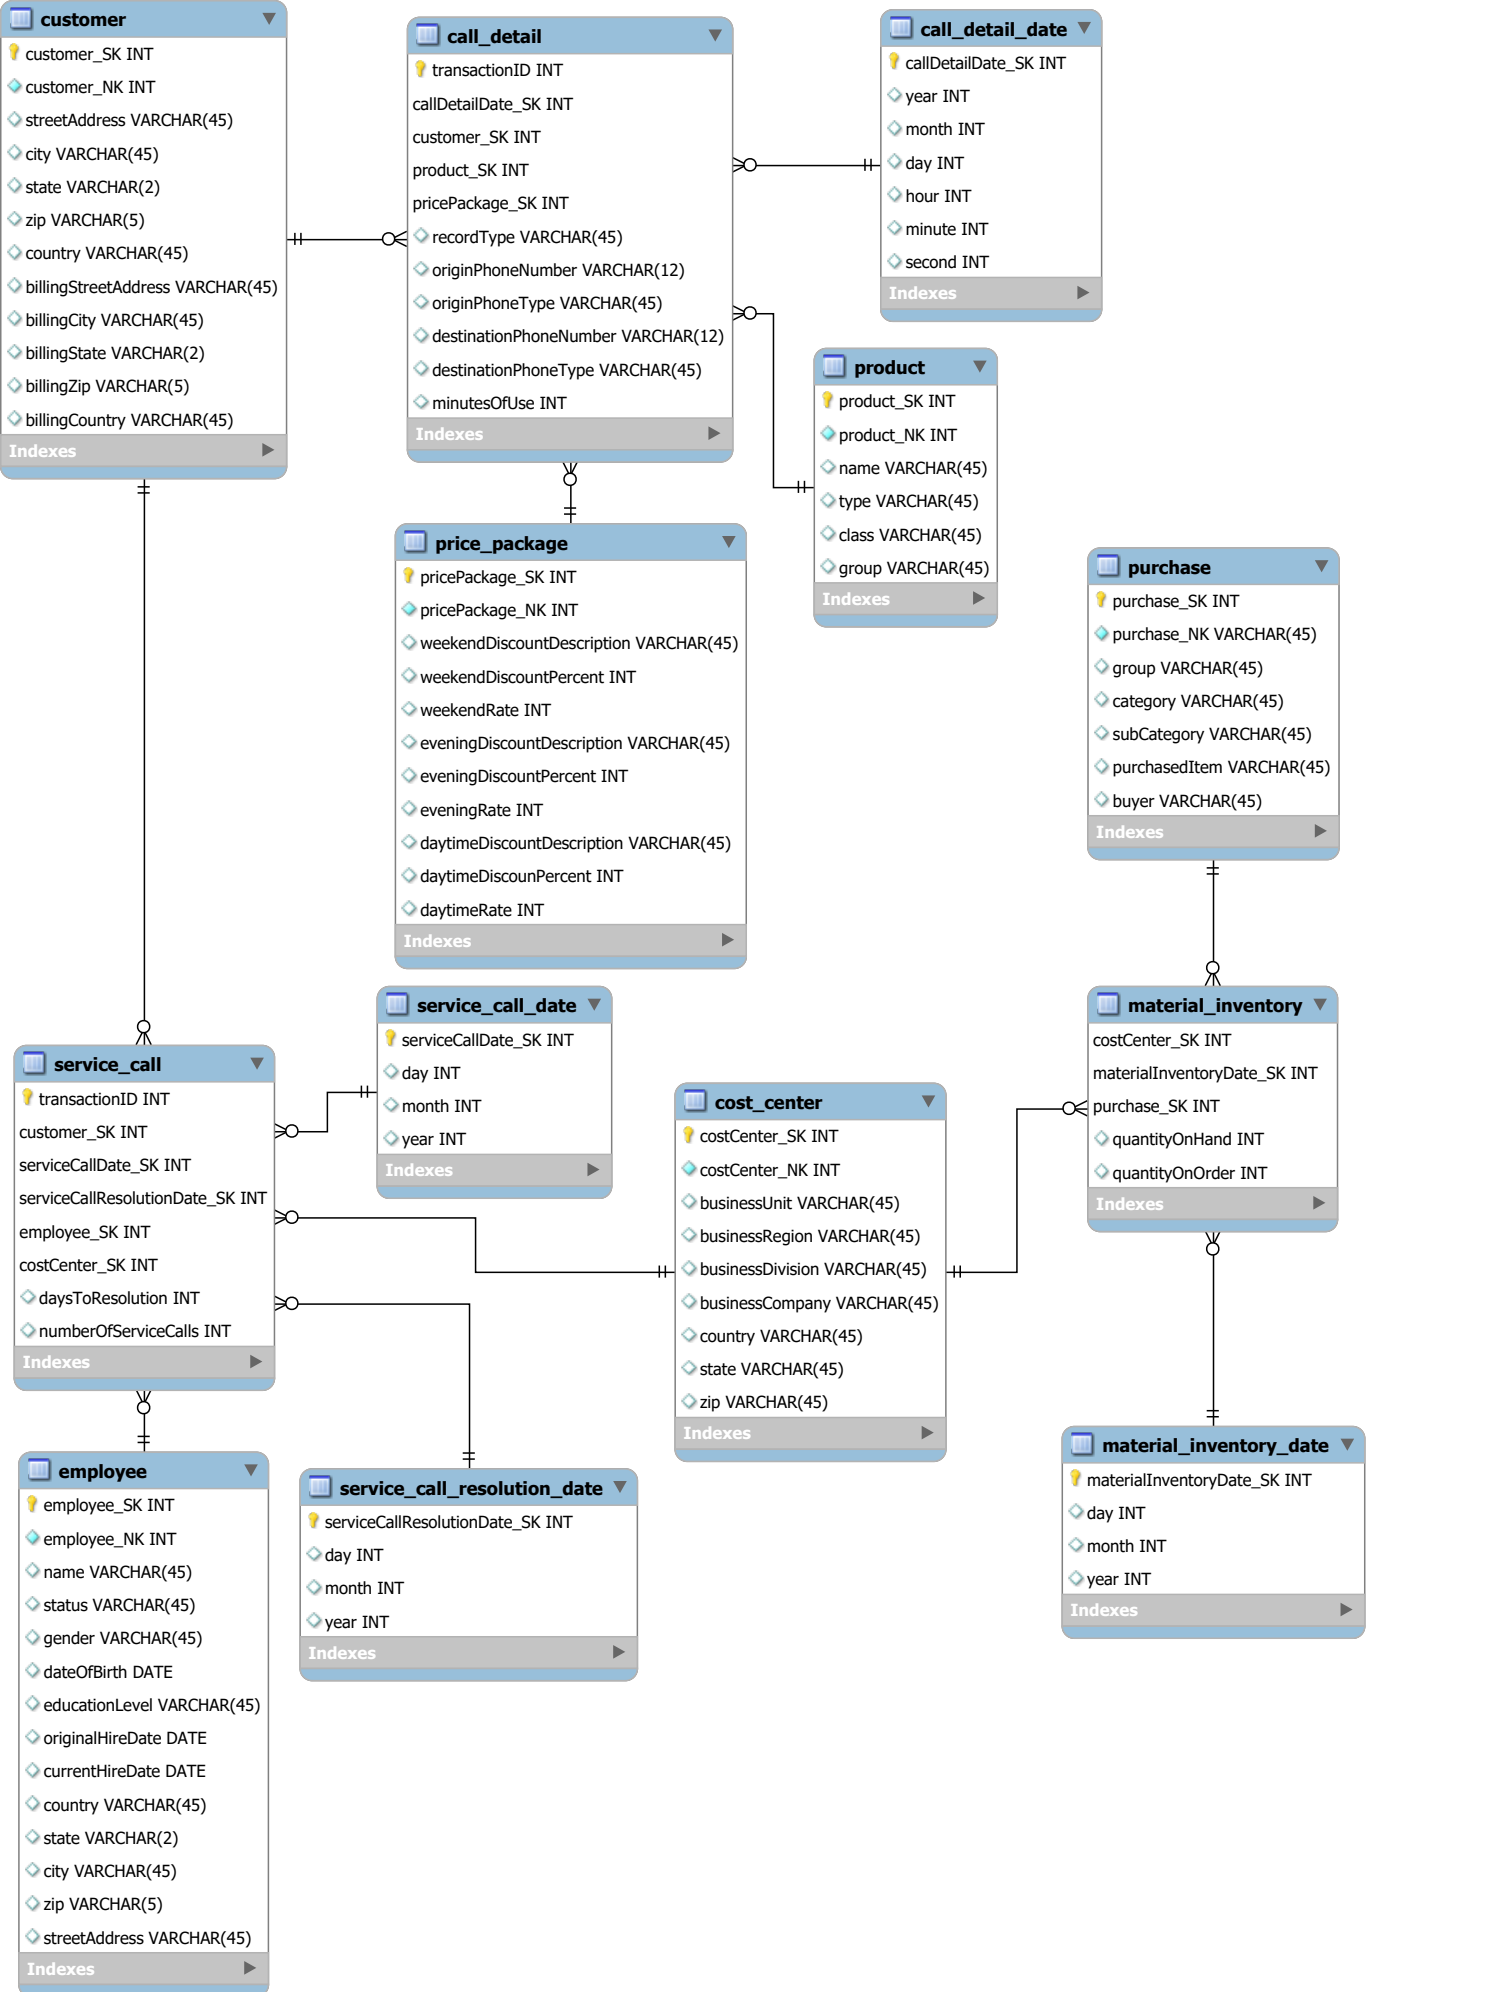 customer
customer_SK INT
customer_NK INT
streetAddress VARCHAR(45)
city VARCHAR(45)
state VARCHAR(2)
zip VARCHAR(5)
country VARCHAR(45)
billingStreetAddress VARCHAR(45)
billingCity VARCHAR(45)
billingState VARCHAR(2)
billingZip VARCHAR(5)
billingCountry VARCHAR(45)
Indexes
call_detail
transactionID INT
callDetailDate_SK INT
customer_SK INT
product_SK INT
pricePackage_SK INT
recordType VARCHAR(45)
originPhoneNumber VARCHAR(12)
originPhoneType VARCHAR(45)
destinationPhoneNumber VARCHAR(12)
destinationPhoneType VARCHAR(45)
minutesOfUse INT
Indexes
call_detail_date
callDetailDate_SK INT
year INT
month INT
day INT
hour INT
minute INT
second INT
Indexes
product
product_SK INT
product_NK INT
name VARCHAR(45)
type VARCHAR(45)
class VARCHAR(45)
group VARCHAR(45)
Indexes
price_package
pricePackage_SK INT
pricePackage_NK INT
weekendDiscountDescription VARCHAR(45)
weekendDiscountPercent INT
weekendRate INT
eveningDiscountDescription VARCHAR(45)
eveningDiscountPercent INT
eveningRate INT
daytimeDiscountDescription VARCHAR(45)
daytimeDiscounPercent INT
daytimeRate INT
Indexes
purchase
purchase_SK INT
purchase_NK VARCHAR(45)
group VARCHAR(45)
category VARCHAR(45)
subCategory VARCHAR(45)
purchasedItem VARCHAR(45)
buyer VARCHAR(45)
Indexes
service_call_date
serviceCallDate_SK INT
day INT
month INT
year INT
Indexes
material_inventory
costCenter_SK INT
materialInventoryDate_SK INT
purchase_SK INT
quantityOnHand INT
quantityOnOrder INT
Indexes
service_call
transactionID INT
customer_SK INT
serviceCallDate_SK INT
serviceCallResolutionDate_SK INT
employee_SK INT
costCenter_SK INT
daysToResolution INT
numberOfServiceCalls INT
Indexes
cost_center
costCenter_SK INT
costCenter_NK INT
businessUnit VARCHAR(45)
businessRegion VARCHAR(45)
businessDivision VARCHAR(45)
businessCompany VARCHAR(45)
country VARCHAR(45)
state VARCHAR(45)
zip VARCHAR(45)
Indexes
material_inventory_date
materialInventoryDate_SK INT
day INT
month INT
year INT
Indexes
employee
employee_SK INT
employee_NK INT
name VARCHAR(45)
status VARCHAR(45)
gender VARCHAR(45)
dateOfBirth DATE
educationLevel VARCHAR(45)
originalHireDate DATE
currentHireDate DATE
country VARCHAR(45)
state VARCHAR(2)
city VARCHAR(45)
zip VARCHAR(5)
streetAddress VARCHAR(45)
Indexes
service_call_resolution_date
serviceCallResolutionDate_SK INT
day INT
month INT
year INT
Indexes